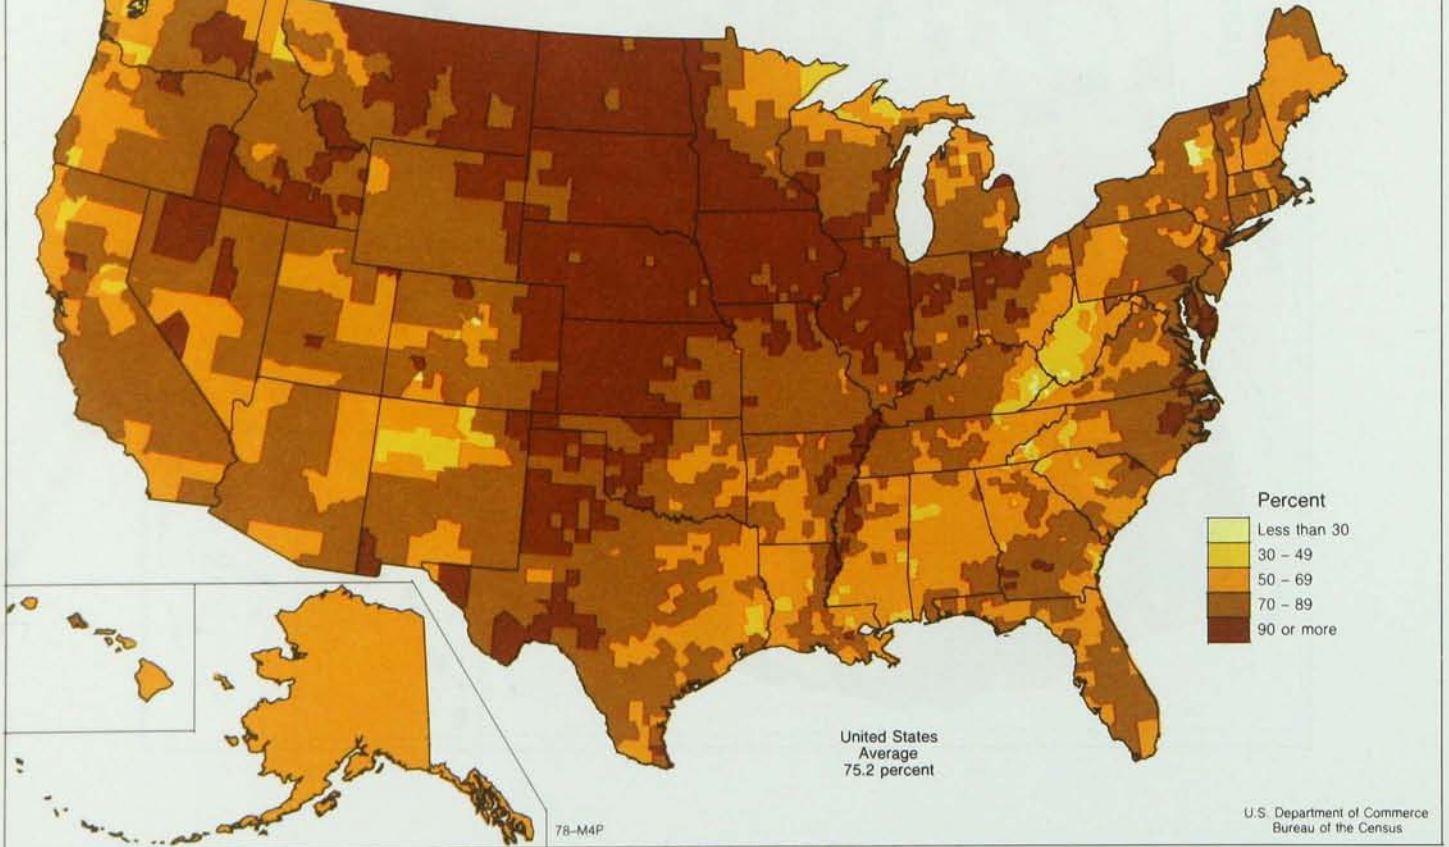 Percent
Less than 30
30 – 49
50 – 69
70 – 89
90 or more
United States
Average
75.2 percent
78–M4P
U.S. Department of Commerce
Bureau of the Census